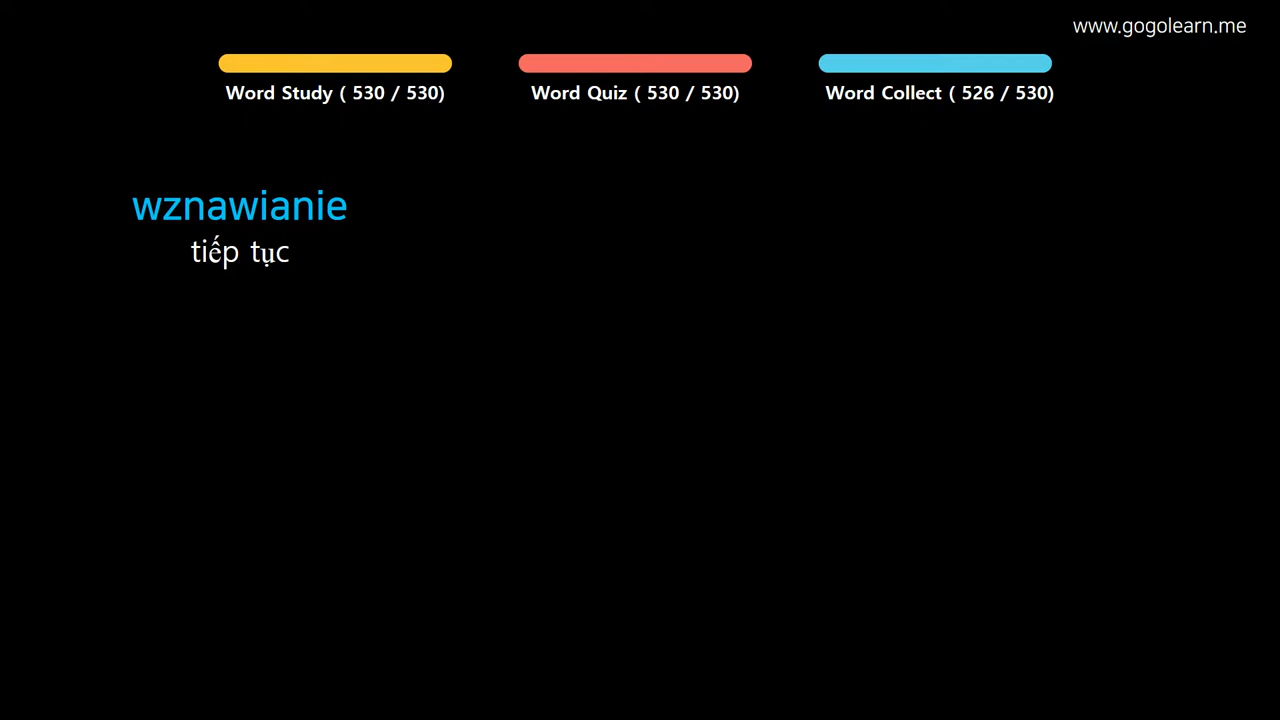 www.gogolearn.me
Word Study ( 530 / 530)
Word Quiz ( 530 / 530)
Word Collect ( 526 / 530)
wznawianie
tiếp tục